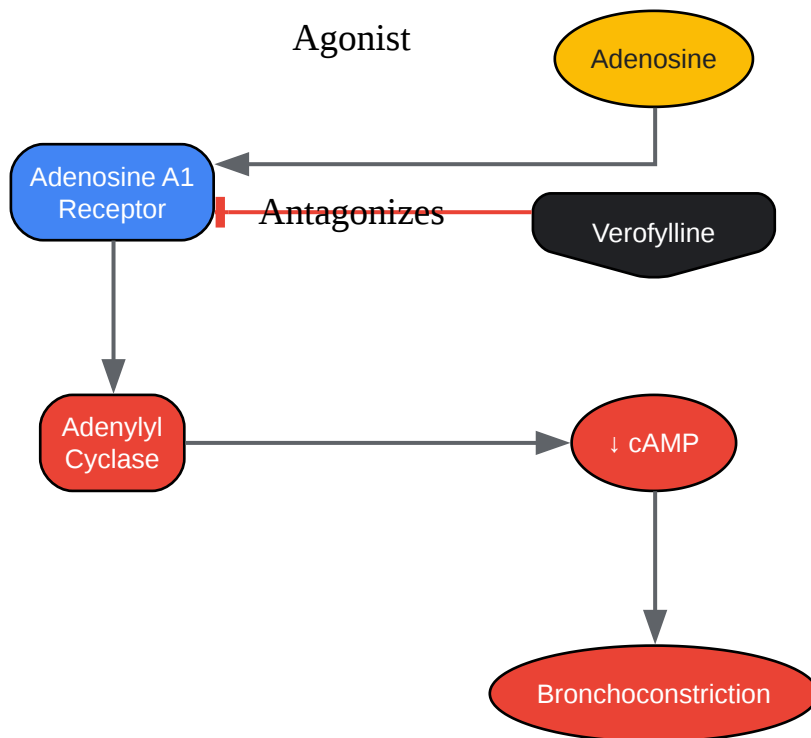 Agonist
Adenosine
Adenosine A1
Receptor
Antagonizes
Verofylline
Adenylyl
Cyclase
↓ cAMP
Bronchoconstriction